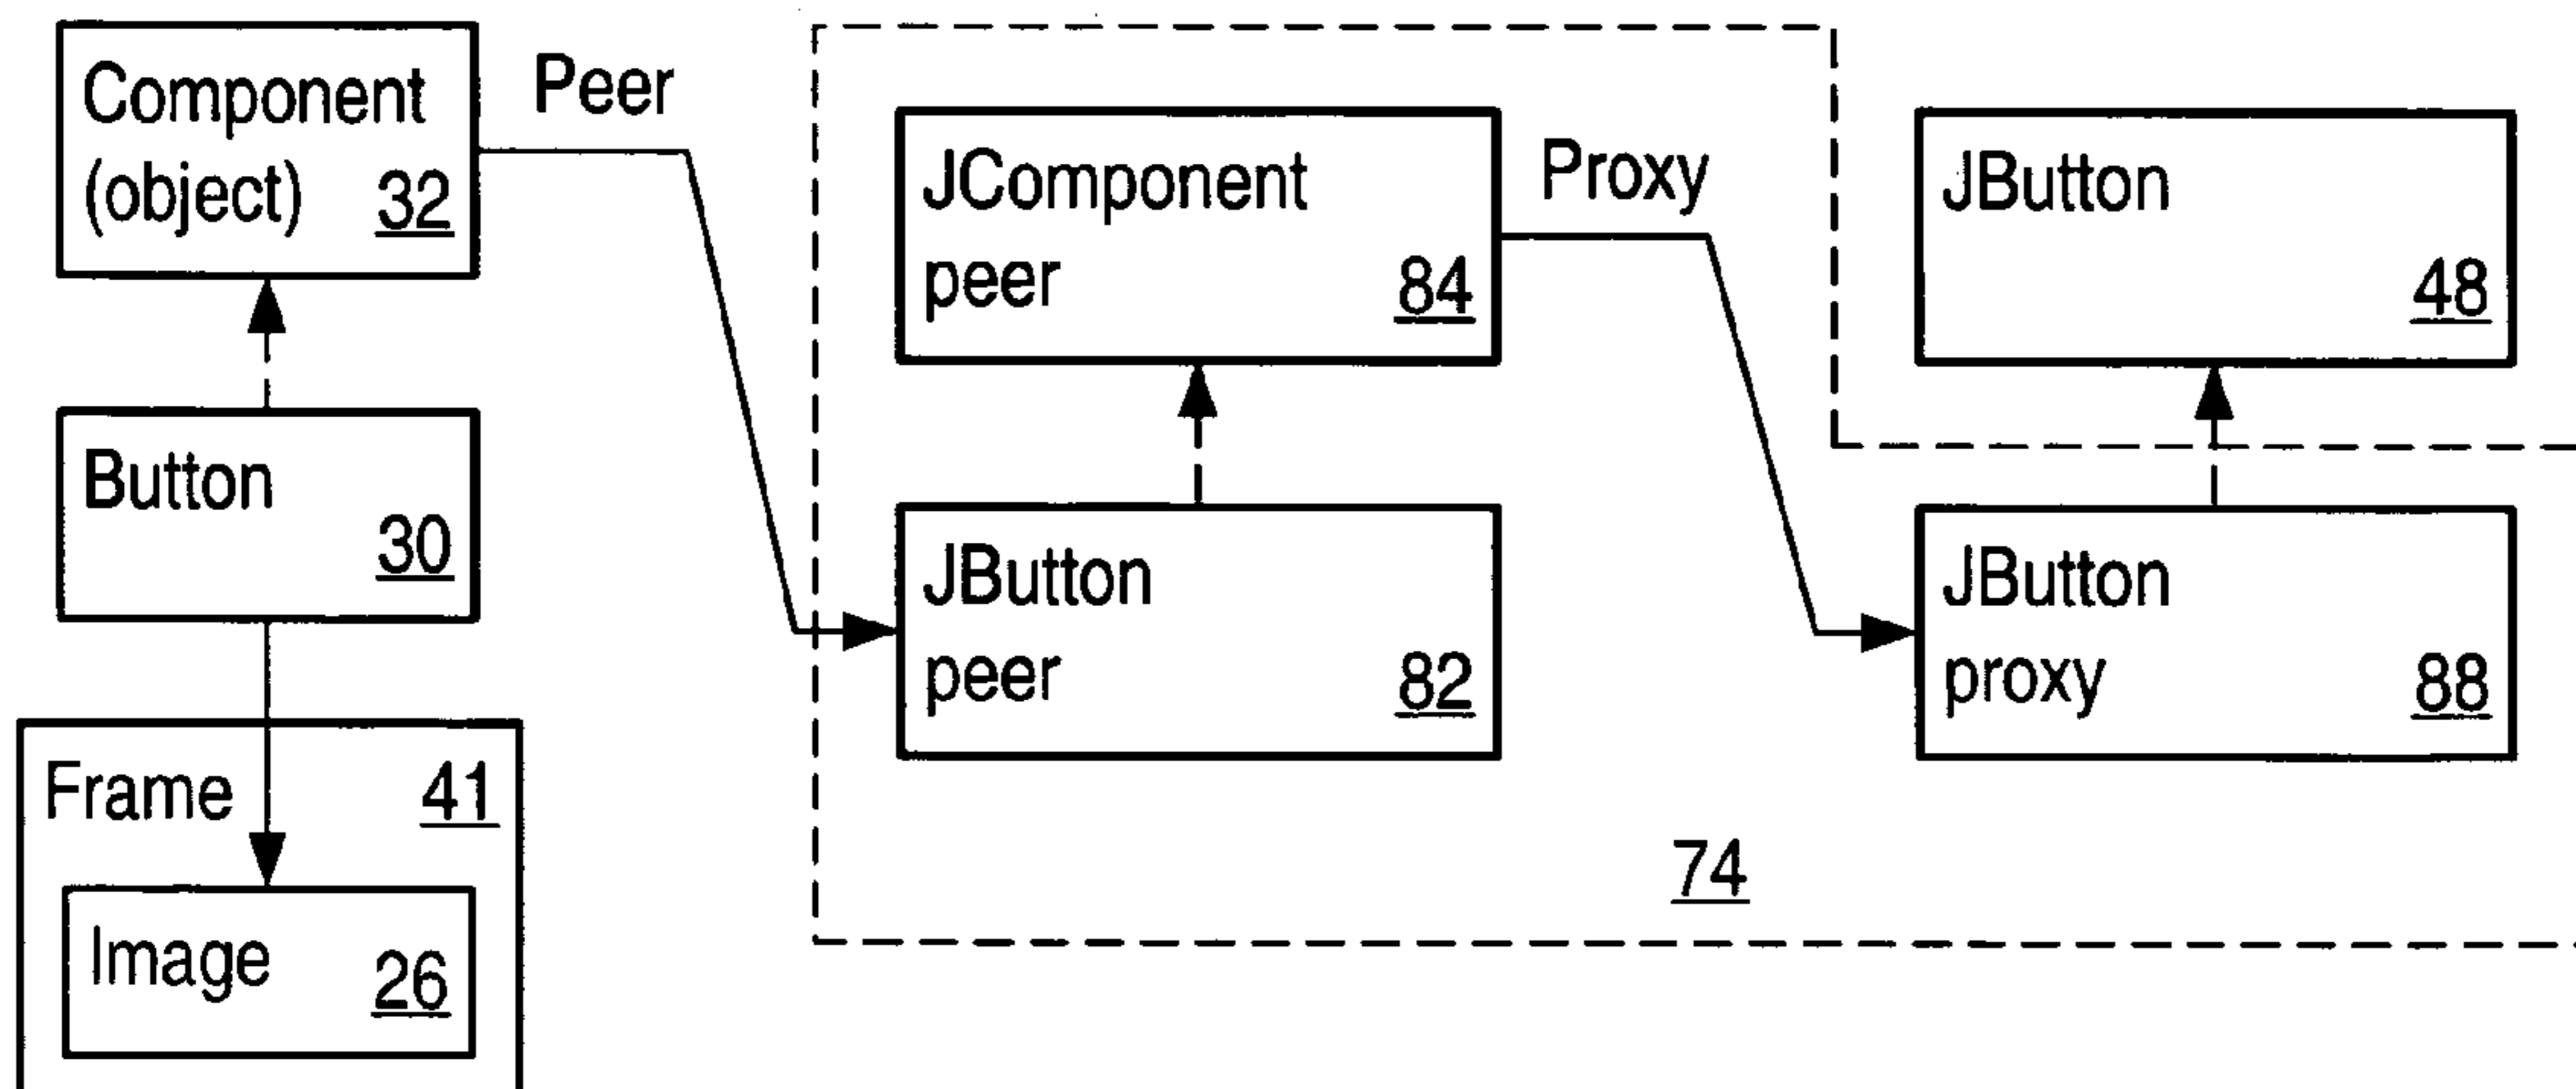 Component
(object) 32
Peer
Button
30
Frame 41
Image 26
JComponent
peer 84
Proxy
JButton
peer 82
JButton
48
JButton
proxy 88
74